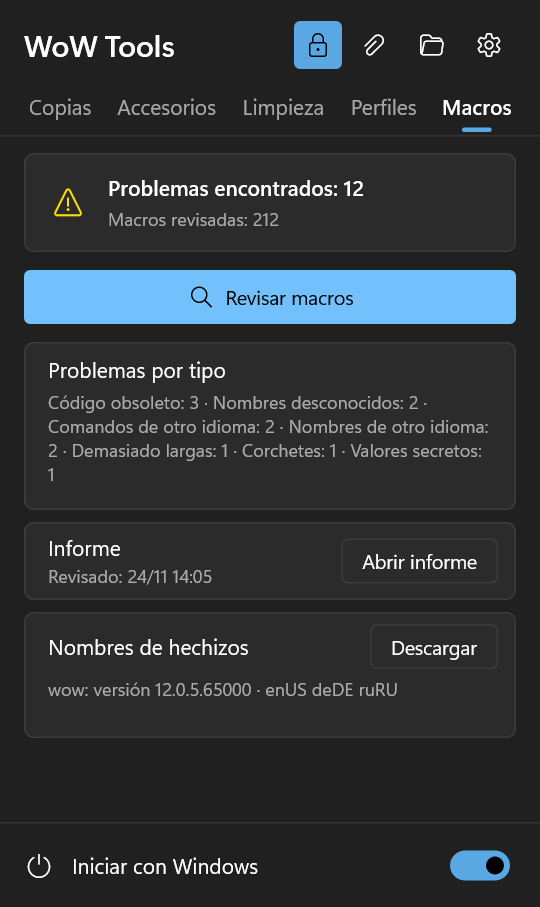 WoW Tools
Copias Accesorios Limpieza Perfiles Macros
Problemas encontrados: 12
Macros revisadas: 212
Revisar macros
Problemas por tipo
Código obsoleto: 3 · Nombres desconocidos: 2 ·
Comandos de otro idioma: 2 · Nombres de otro idioma:
2 · Demasiado largas: 1 · Corchetes: 1 · Valores secretos:
1
Informe
Revisado: 24/11 14:05
Abrir informe
Nombres de hechizos
Descargar
wow: versión 12.0.5.65000 · enUS deDE ruRU
Iniciar con Windows